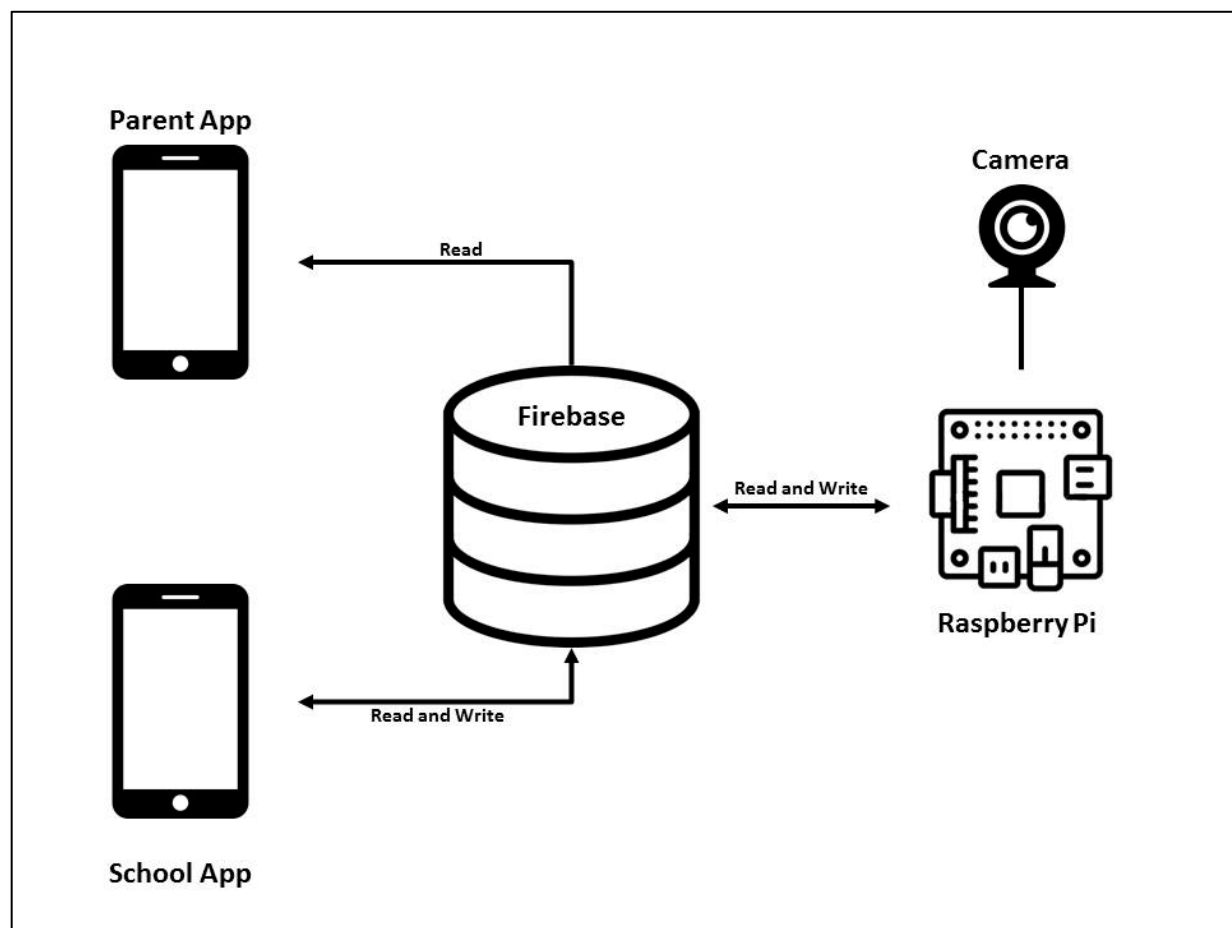 Parent App
Camera
Read
Firebase
Read and Write
Raspberry Pi
Read and Write
School App